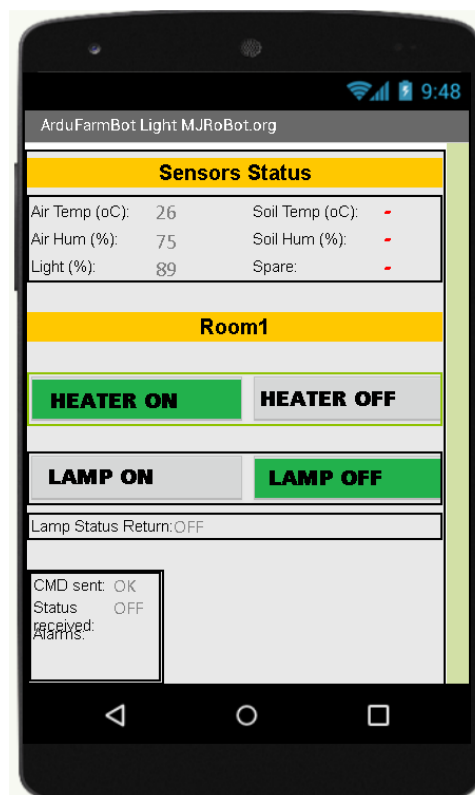 9:48
ArduFarmBot Light MJRoBot.org
Sensors Status
Air Temp (oC): 26 Soil Temp (oC): -
Air Hum (%): 75 Soil Hum (%): -
Light (%): 89 Spare: -
Room1
HEATER ON HEATER OFF
LAMP ON LAMP OFF
Lamp Status Return:OFF
CMD sent: OK
Status OFF
received:
Alarms: